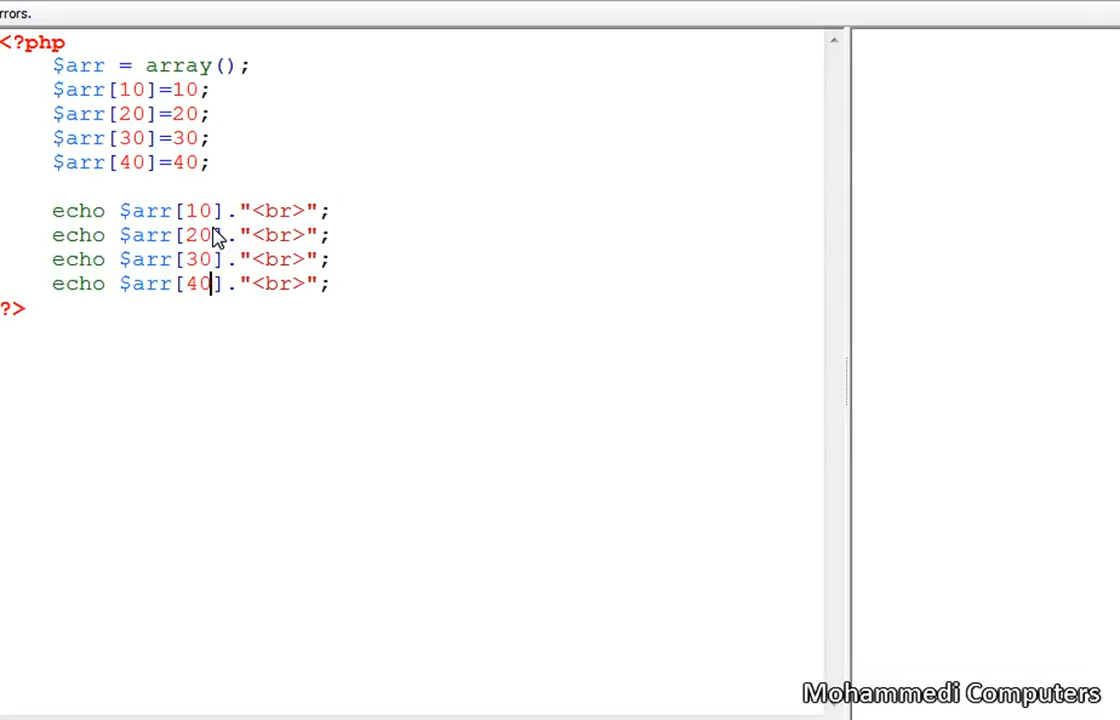 rrors.
<?php
$arr = array();
$arr[10]=10;
$arr[20]=20;
$arr[30]=30;
$arr[40]=40;
echo $arr[10]."<br>";
echo $arr[20]."<br>";
echo $arr[30]."<br>";
echo $arr[40]."<br>";
?>
Mohammedi Computers